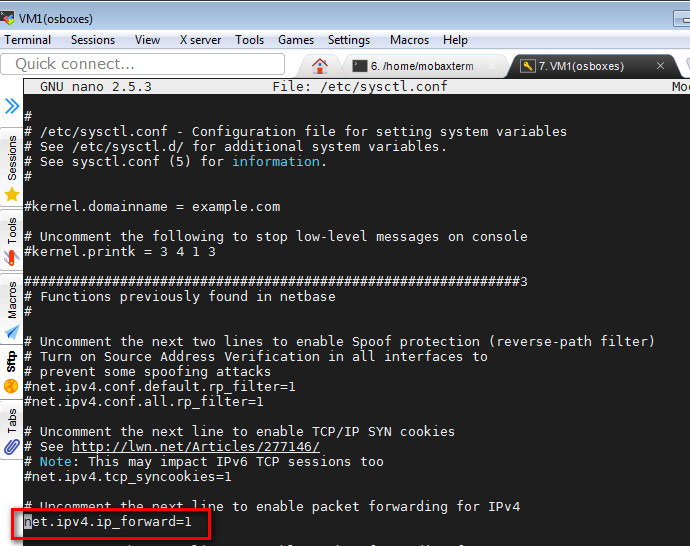 VM1(osboxes)
Terminal Sessions View X server Tools Games Settings Macros Help
Quick connect...
6. /home/mobaxterm
7. VM1(osboxes)
GNU nano 2.5.3 File: /etc/sysctl.conf Mo
Sessions
Tools
Macros
Sftp
Tabs
#
# /etc/sysctl.conf - Configuration file for setting system variables
# See /etc/sysctl.d/ for additional system variables.
# See sysctl.conf (5) for information.
#
#kernel.domainname = example.com
# Uncomment the following to stop low-level messages on console
#kernel.printk = 3 4 1 3
##############################################################3
# Functions previously found in netbase
#
# Uncomment the next two lines to enable Spoof protection (reverse-path filter)
# Turn on Source Address Verification in all interfaces to
# prevent some spoofing attacks
#net.ipv4.conf.default.rp_filter=1
#net.ipv4.conf.all.rp_filter=1
# Uncomment the next line to enable TCP/IP SYN cookies
# See http://lwn.net/Articles/277146/
# Note: This may impact IPv6 TCP sessions too
#net.ipv4.tcp_syncookies=1
# Uncomment the next line to enable packet forwarding for IPv4
net.ipv4.ip_forward=1